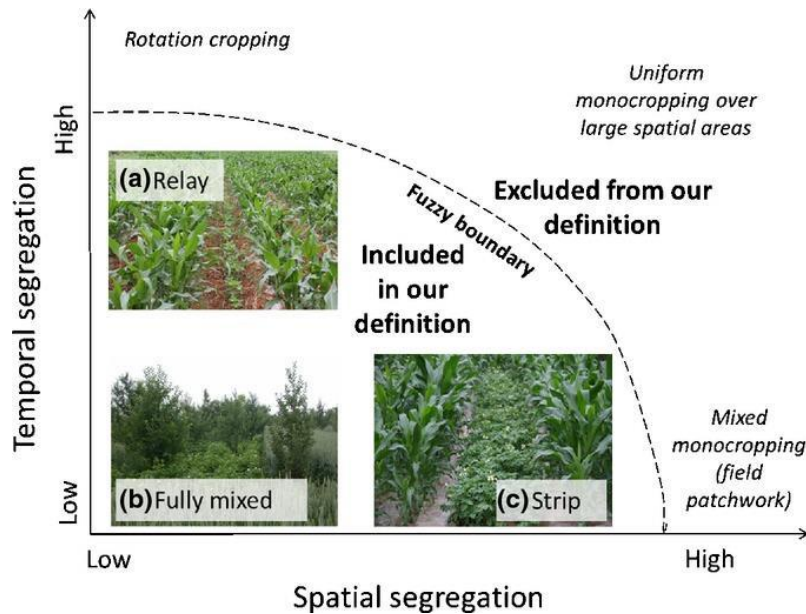 Rotation cropping
Uniform
monocropping over
large spatial areas
High
(a) Relay
Fuzzy boundary
Excluded from our
definition
Included
in our
definition
Temporal segregation
Mixed
monocropping
(field
patchwork)
(b) Fully mixed
(c) Strip
Low
Low
High
Spatial segregation